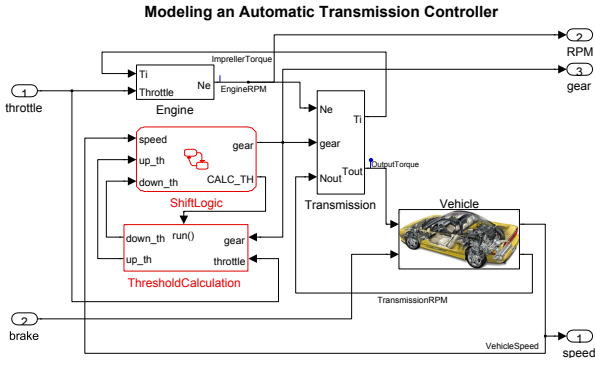 Modeling an Automatic Transmission Controller
2
RPM
3
gear
1
throttle
Ti
Throttle
Ne
Engine
ImprellerTorque
EngineRPM
Ne
gear
Nout
Ti
Tout
Transmission
OutputTorque
speed
up_th
down_th
gear
CALC_TH
ShiftLogic
down_th
up_th
run()
gear
throttle
ThresholdCalculation
Vehicle
TransmissionRPM
2
brake
VehicleSpeed
1
speed